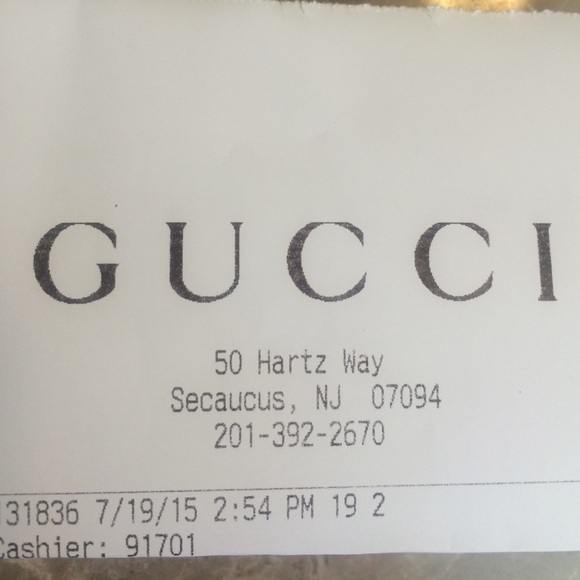 GUCCI
50 Hartz Way
Secaucus, NJ 07094
201-392-2670
131836 7/19/15 2:54 PM 19 2
Cashier: 91701